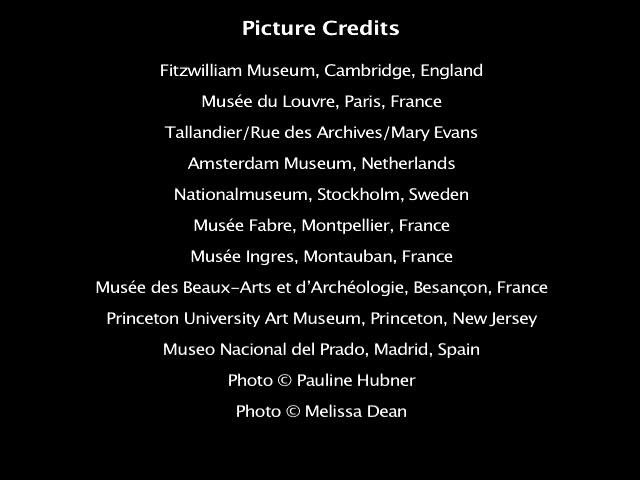 Picture Credits
Fitzwilliam Museum, Cambridge, England
Musée du Louvre, Paris, France
Tallandier/Rue des Archives/Mary Evans
Amsterdam Museum, Netherlands
Nationalmuseum, Stockholm, Sweden
Musée Fabre, Montpellier, France
Musée Ingres, Montauban, France
Musée des Beaux-Arts et d'Archéologie, Besançon, France
Princeton University Art Museum, Princeton, New Jersey
Museo Nacional del Prado, Madrid, Spain
Photo © Pauline Hubner
Photo © Melissa Dean